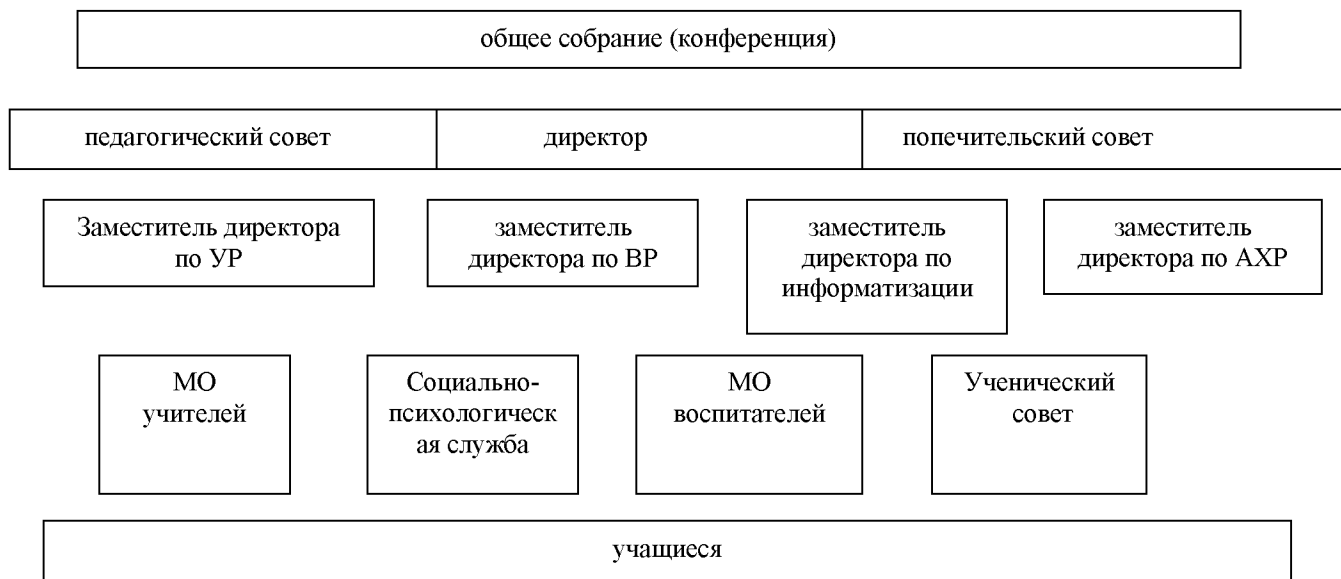 общее собрание (конференция)
педагогический совет
директор
попечительский совет
Заместитель директора
по УР
заместитель
директора по ВР
заместитель
директора по
информатизации
заместитель
директора по АХР
МО
учителей
Социально-
психологическ
ая служба
МО
воспитателей
Ученический
совет
учащиеся